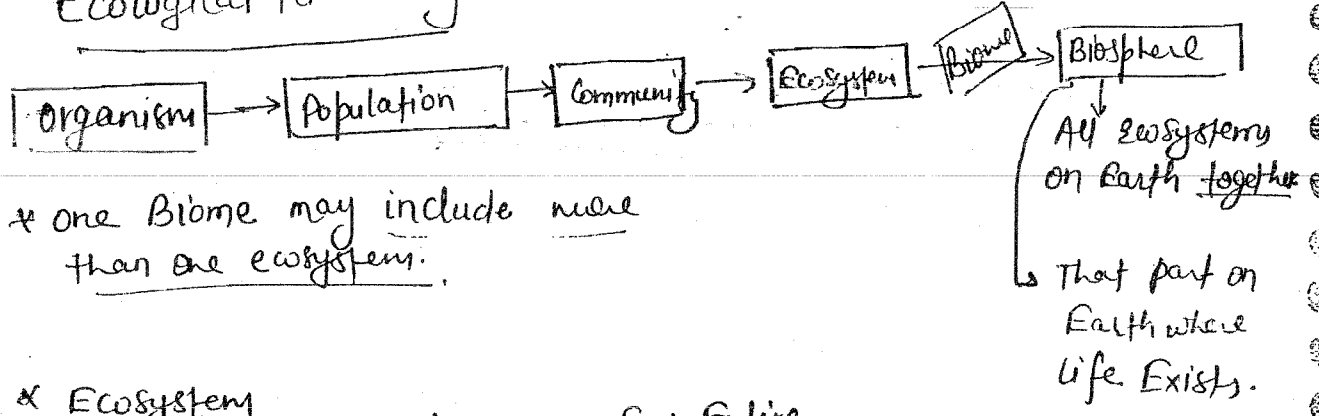 Ecological
Organism → Population → Community → Ecosystem Biome → Biosphere
All Ecosystems
on Earth together
* One Biome may include more
than one ecosystem.
That part on
Earth where
Life Exists.
* Ecosystem